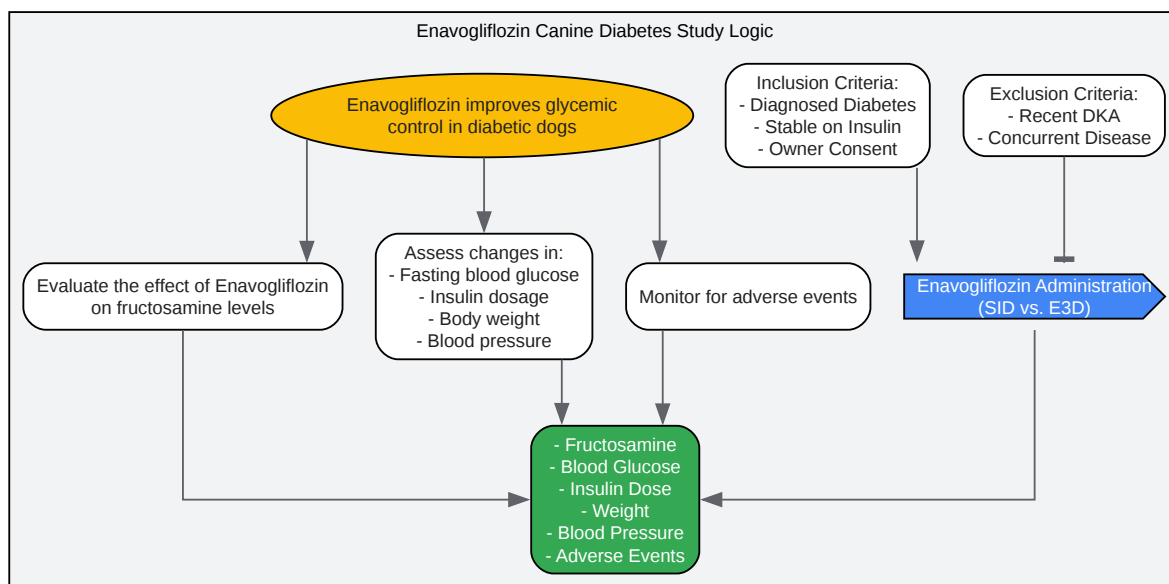 Enavogliflozin Canine Diabetes Study Logic
Enavogliflozin improves glycemic
control in diabetic dogs
Inclusion Criteria:
- Diagnosed Diabetes
- Stable on Insulin
- Owner Consent
Exclusion Criteria:
- Recent DKA
- Concurrent Disease
Evaluate the effect of Enavogliflozin
on fructosamine levels
Assess changes in:
- Fasting blood glucose
- Insulin dosage
- Body weight
- Blood pressure
Monitor for adverse events
Enavogliflozin Administration
(SID vs. E3D)
- Fructosamine
- Blood Glucose
- Insulin Dose
- Weight
- Blood Pressure
- Adverse Events